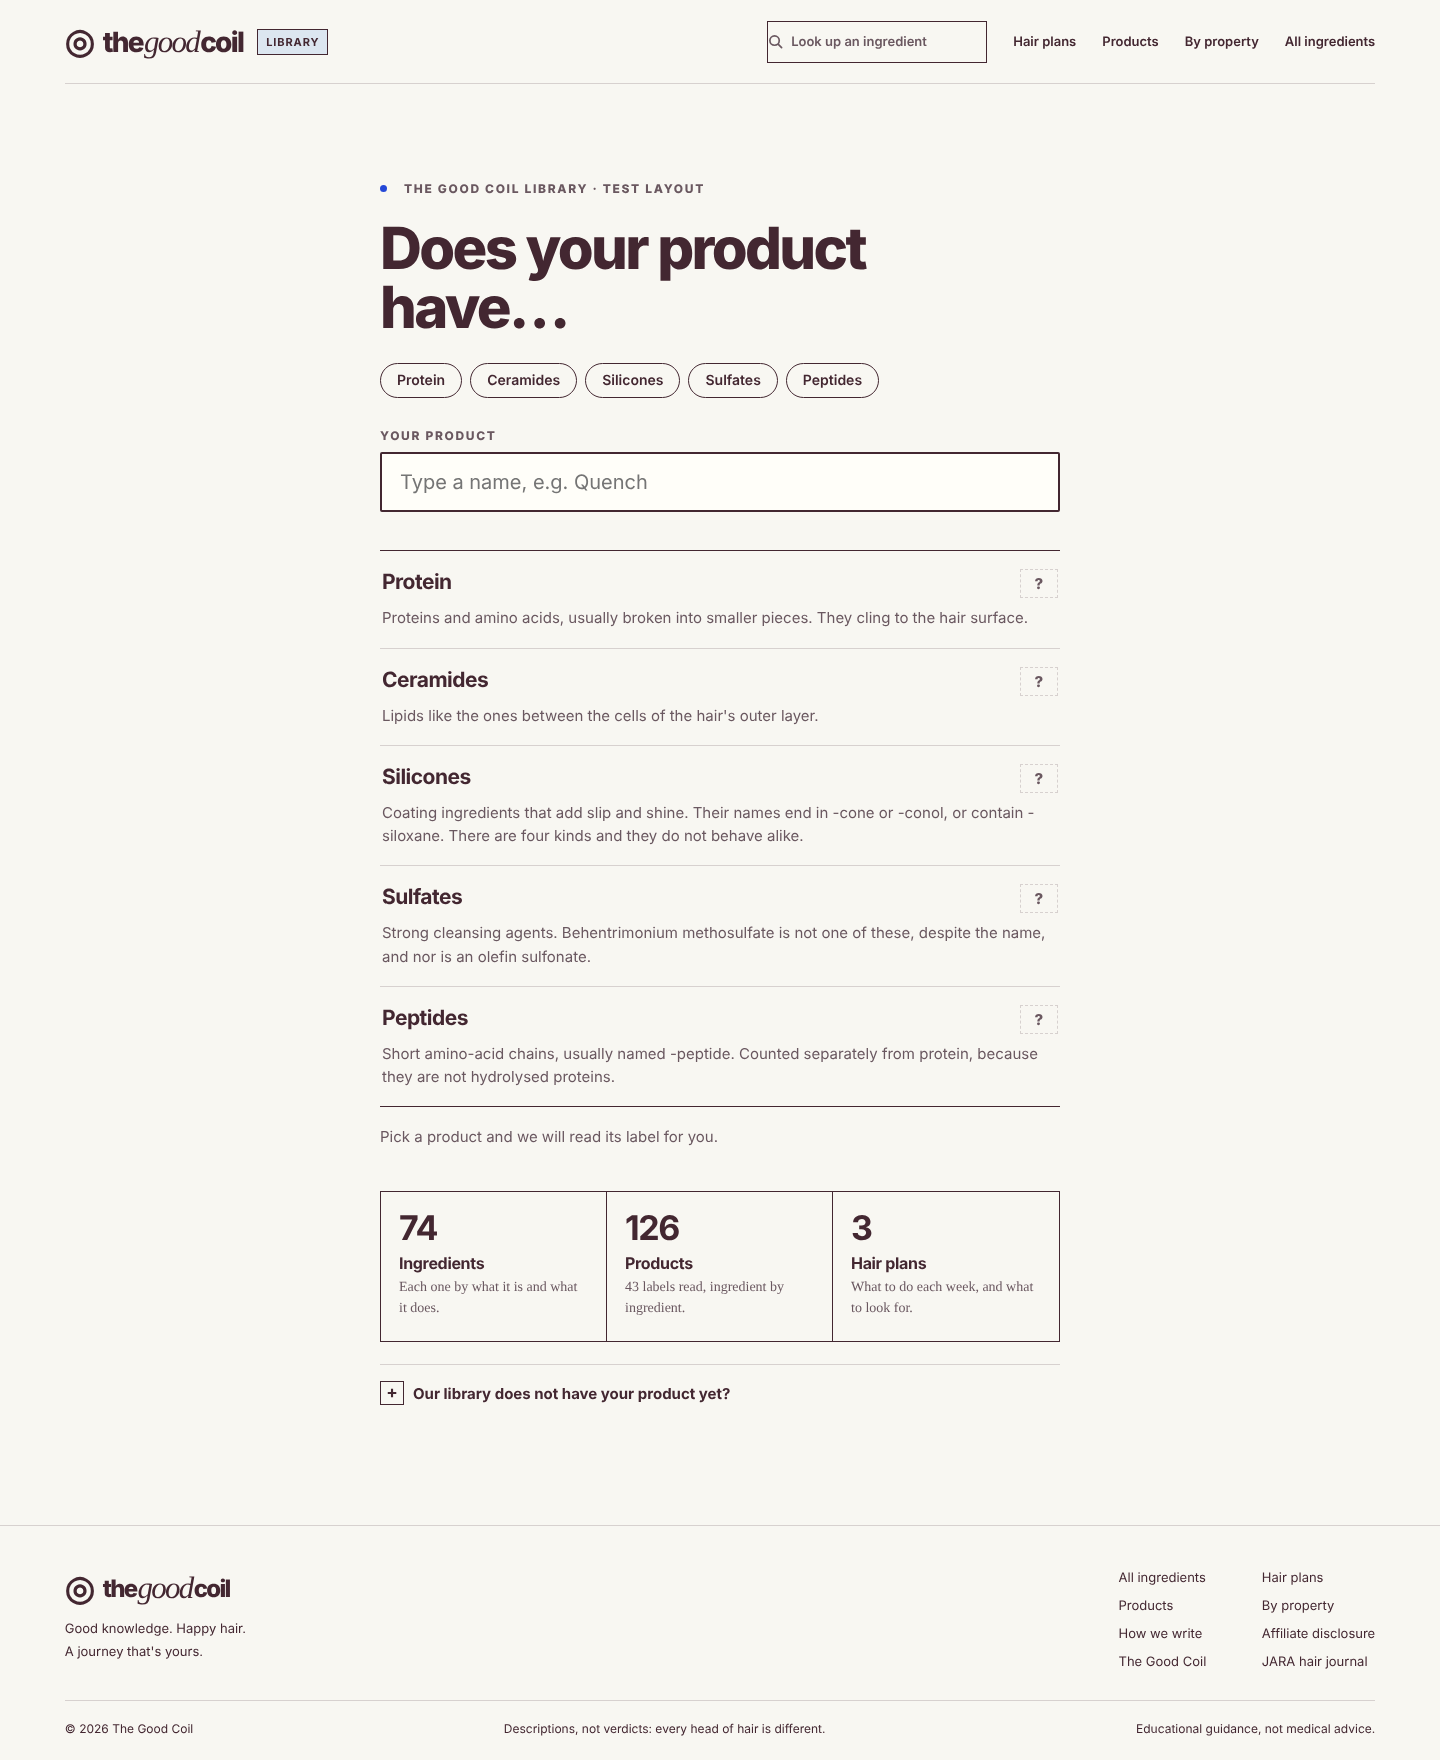 thegoodcoil LIBRARY
Look up an ingredient
Hair plans Products By property All ingredients
THE GOOD COIL LIBRARY · TEST LAYOUT
Does your product
have...
Protein Ceramides Silicones Sulfates Peptides
YOUR PRODUCT
Type a name, e.g. Quench
Protein ?
Proteins and amino acids, usually broken into smaller pieces. They cling to the hair surface.
Ceramides ?
Lipids like the ones between the cells of the hair's outer layer.
Silicones ?
Coating ingredients that add slip and shine. Their names end in -cone or -conol, or contain -
siloxane. There are four kinds and they do not behave alike.
Sulfates ?
Strong cleansing agents. Behentrimonium methosulfate is not one of these, despite the name,
and nor is an olefin sulfonate.
Peptides ?
Short amino-acid chains, usually named -peptide. Counted separately from protein, because
they are not hydrolysed proteins.
Pick a product and we will read its label for you.
74
Ingredients
Each one by what it is and what
it does.
126
Products
43 labels read, ingredient by
ingredient.
3
Hair plans
What to do each week, and what
to look for.
+ Our library does not have your product yet?
thegoodcoil
Good knowledge. Happy hair.
A journey that's yours.
All ingredients
Products
How we write
The Good Coil
Hair plans
By property
Affiliate disclosure
JARA hair journal
© 2026 The Good Coil
Descriptions, not verdicts: every head of hair is different.
Educational guidance, not medical advice.